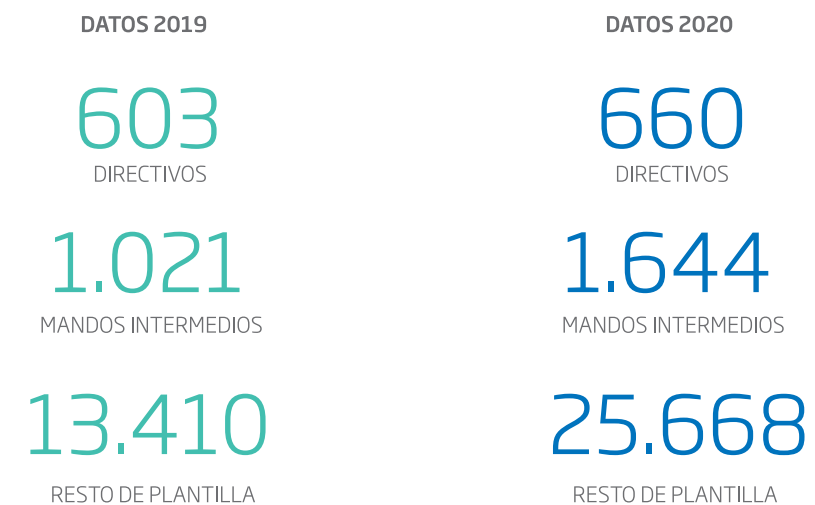 DATOS 2019
603
DIRECTIVOS
1.021
MANDOS INTERMEDIOS
13.410
RESTO DE PLANTILLA
DATOS 2020
660
DIRECTIVOS
1.644
MANDOS INTERMEDIOS
25.668
RESTO DE PLANTILLA